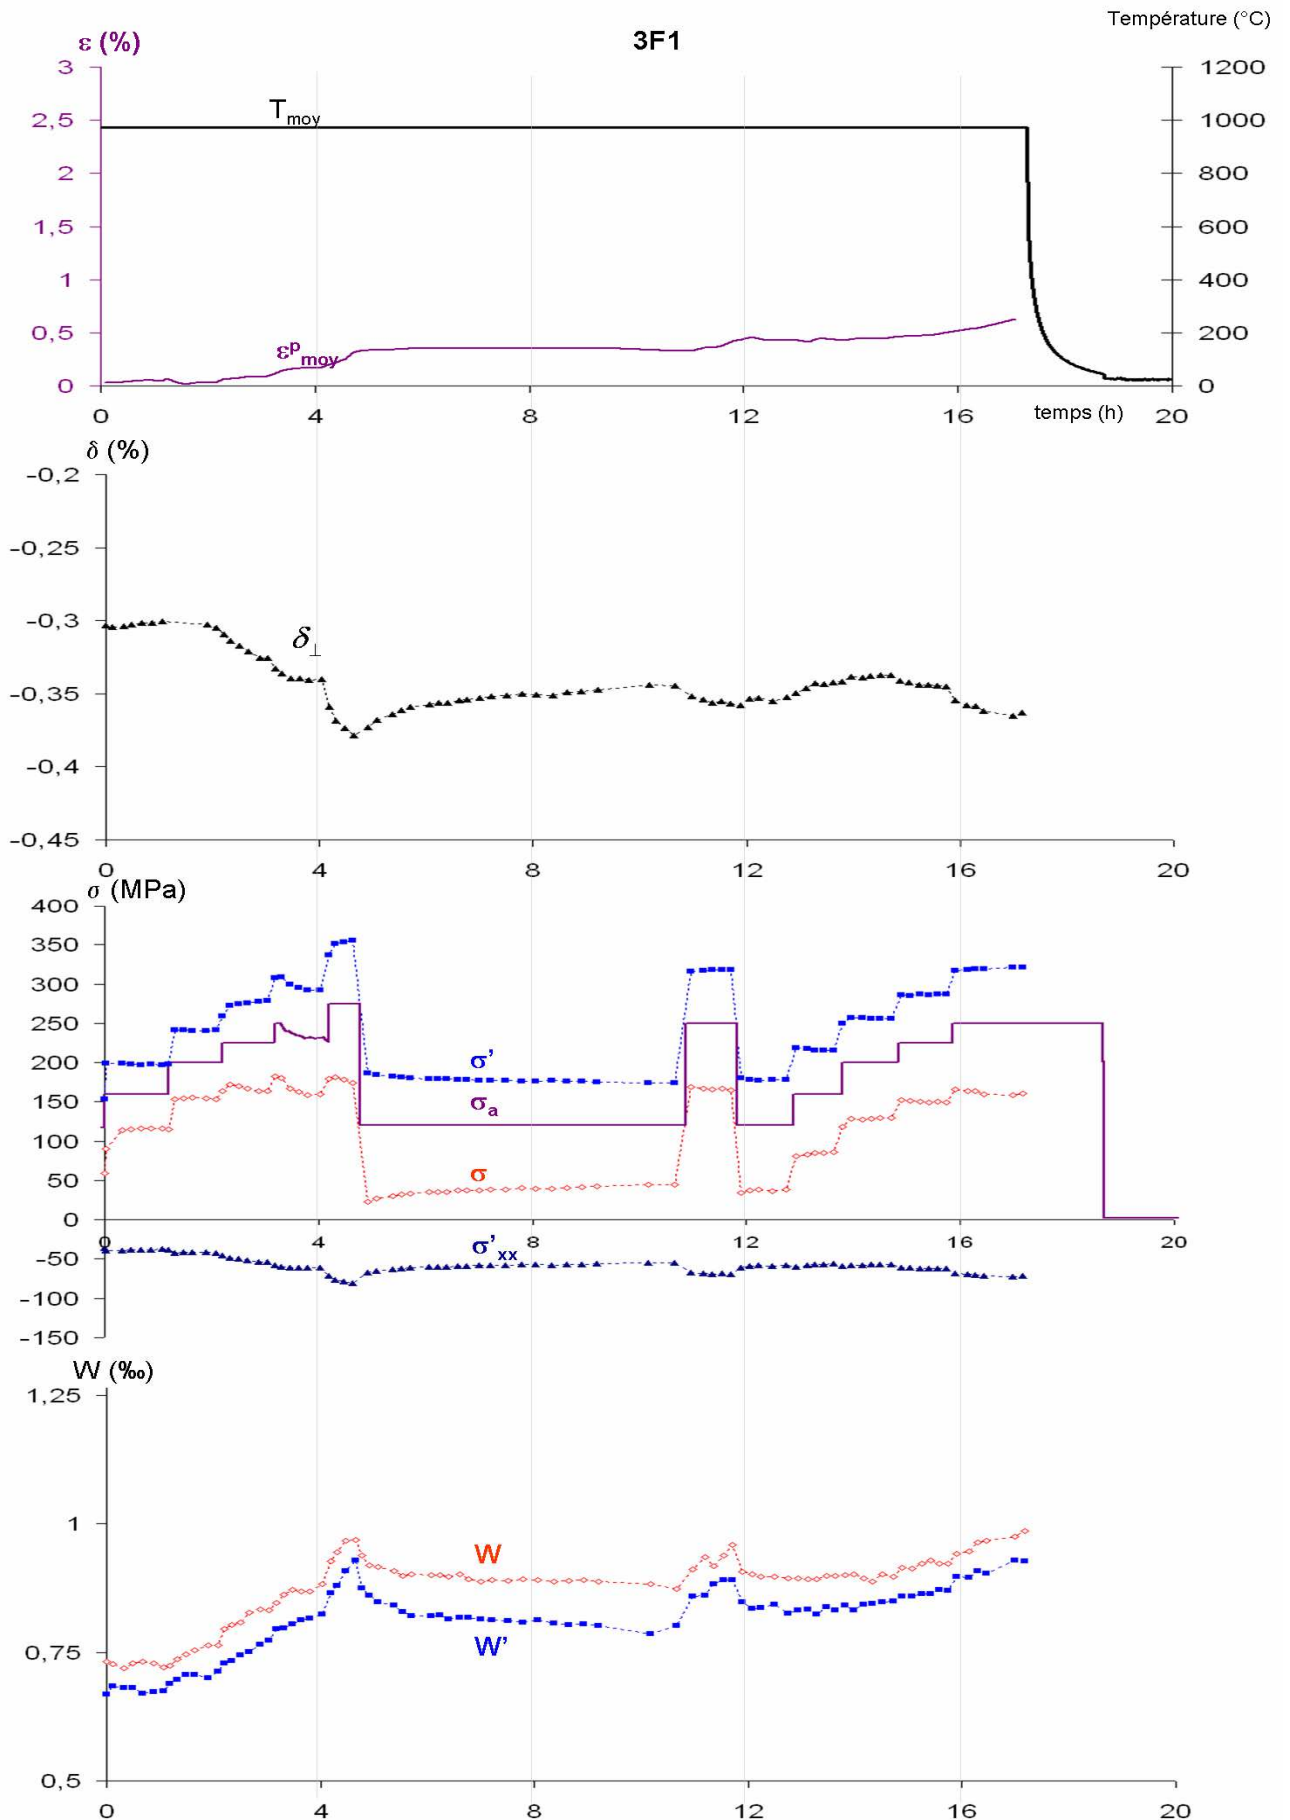 Température (°C)
ε (%) 3F1
3 1200
T_moy
2,5 1000
2 800
1,5 600
1 400
0,5 200
ε^p_moy
0 0
0 4 8 12 16 temps (h) 20
δ (%)
-0,2
-0,25
-0,3
δ_⊥
-0,35
-0,4
-0,45
0 4 8 12 16 20
σ (MPa)
400
350
300
250
200 σ'
150 σ_a
100
50 σ
0
0 4 8 12 16 20
-50 σ'_xx
-100
-150
W (‰)
1,25
1
W
0,75 W'
0,5
0 4 8 12 16 20